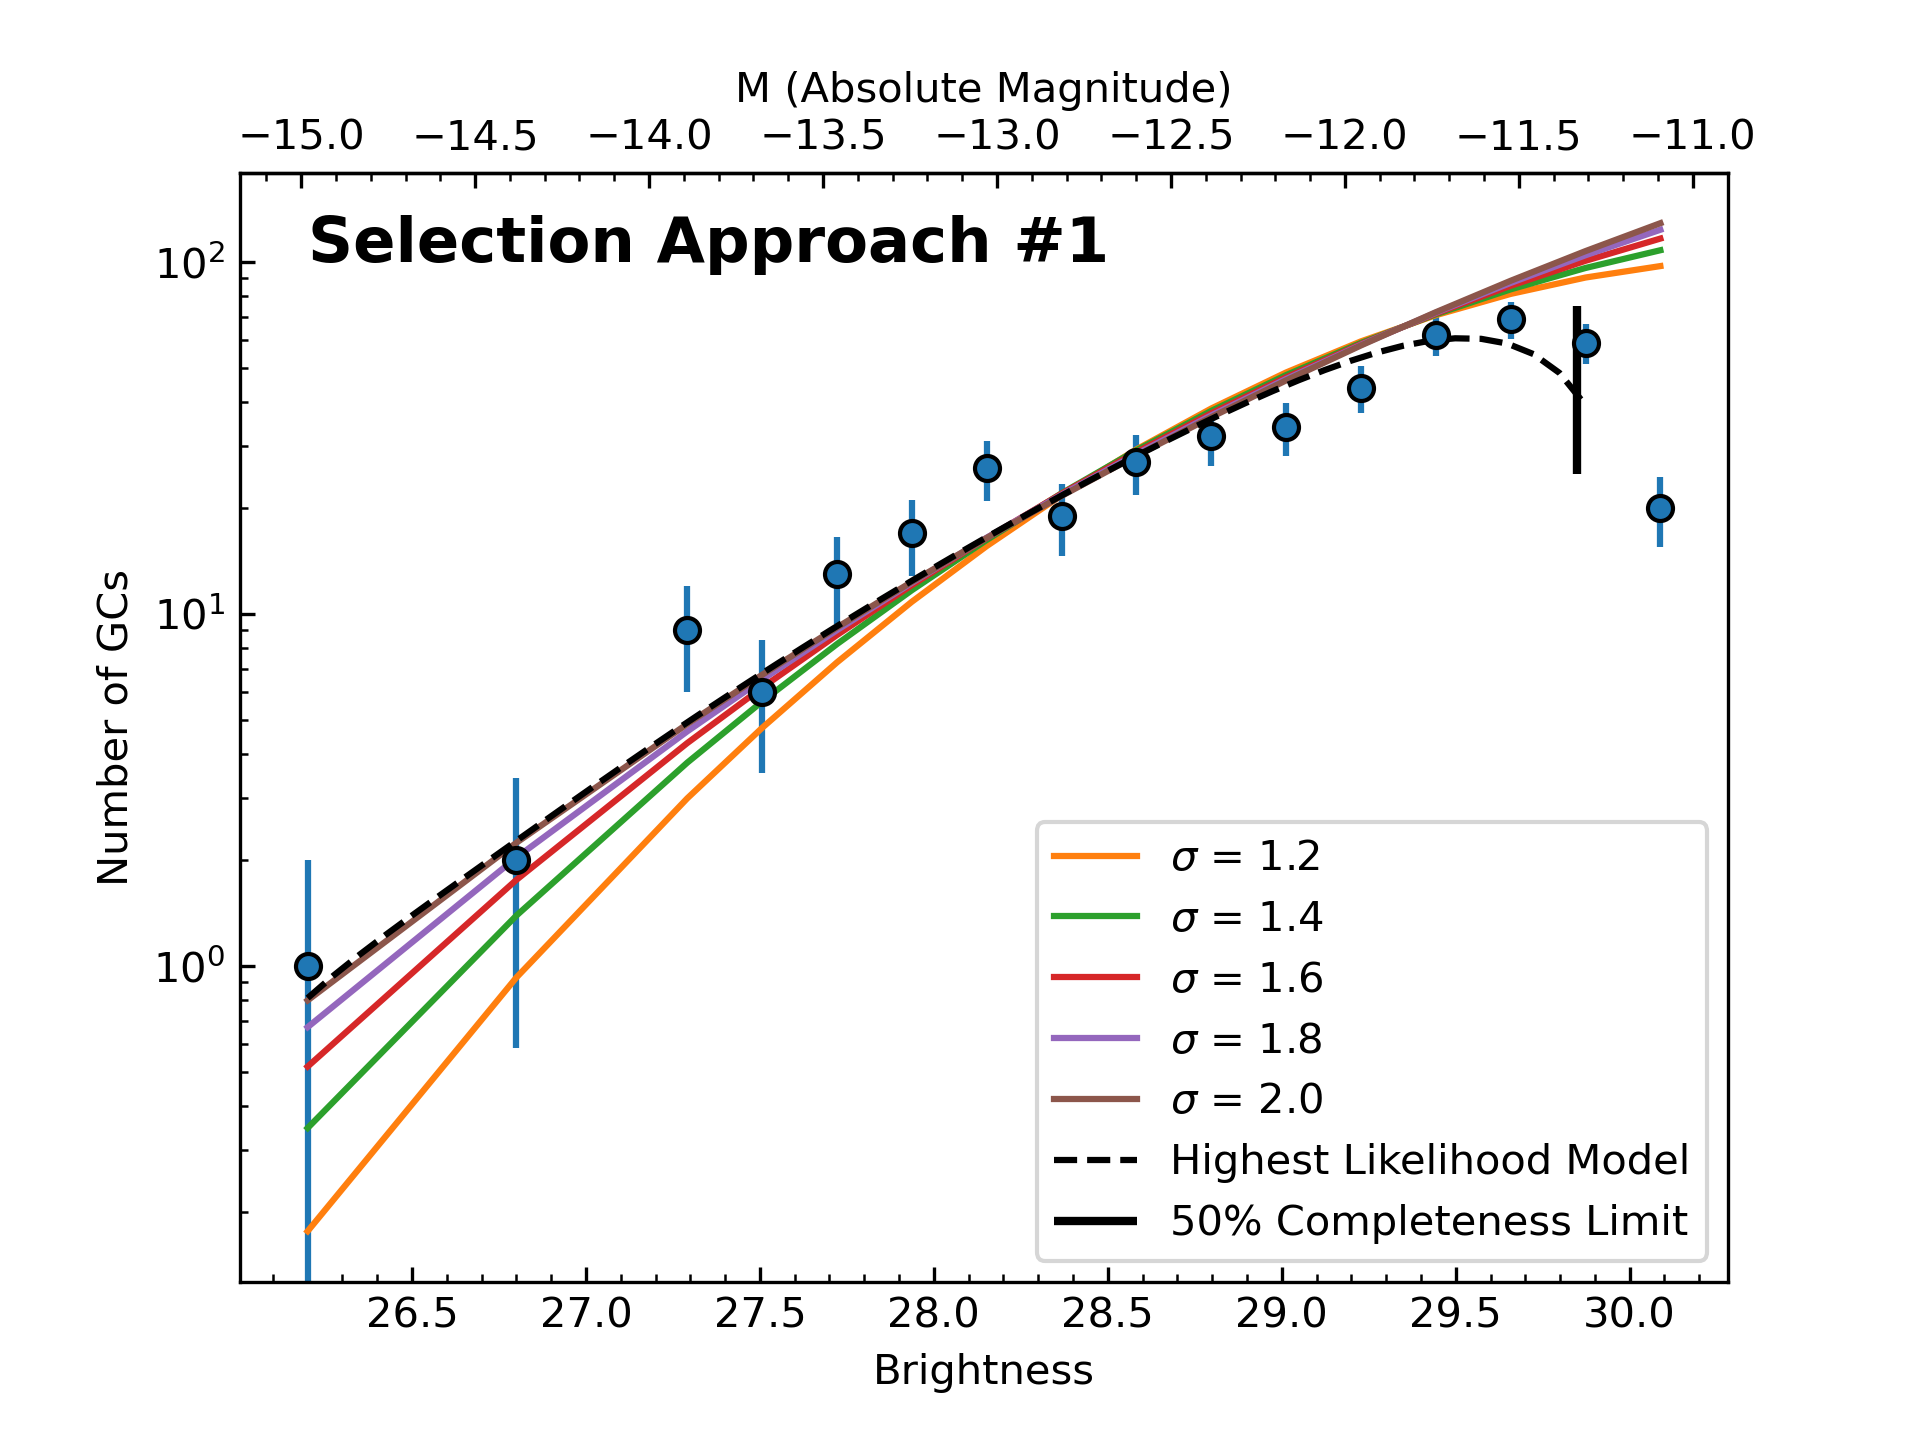 M (Absolute Magnitude)
−15.0 −14.5 −14.0 −13.5 −13.0 −12.5 −12.0 −11.5 −11.0
Selection Approach #1
10²
10¹
10⁰
Number of GCs
σ = 1.2
σ = 1.4
σ = 1.6
σ = 1.8
σ = 2.0
Highest Likelihood Model
50% Completeness Limit
26.5 27.0 27.5 28.0 28.5 29.0 29.5 30.0
Brightness